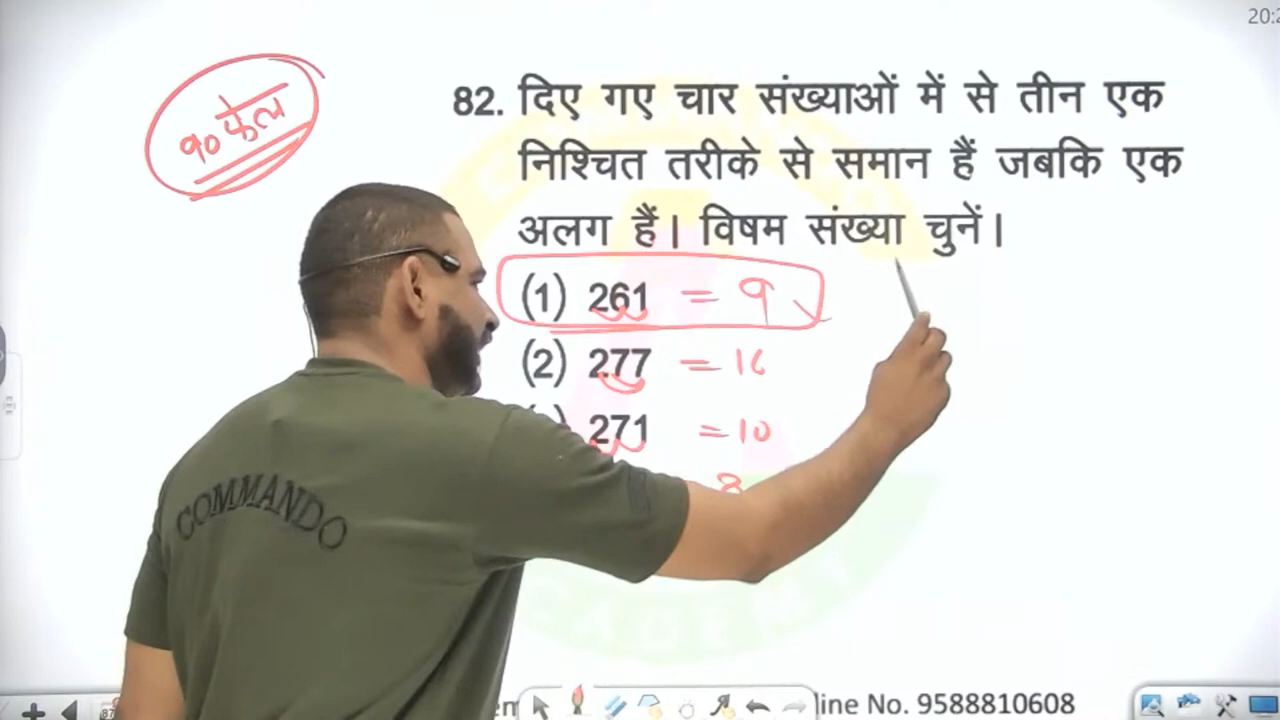 20:2
९० फेल
82. दिए गए चार संख्याओं में से तीन एक
निश्चित तरीके से समान हैं जबकि एक
अलग हैं। विषम संख्या चुनें।
(1) 261 = 9
(2) 277 = 16
) 271 = 10
8
COMMANDO
line No. 9588810608